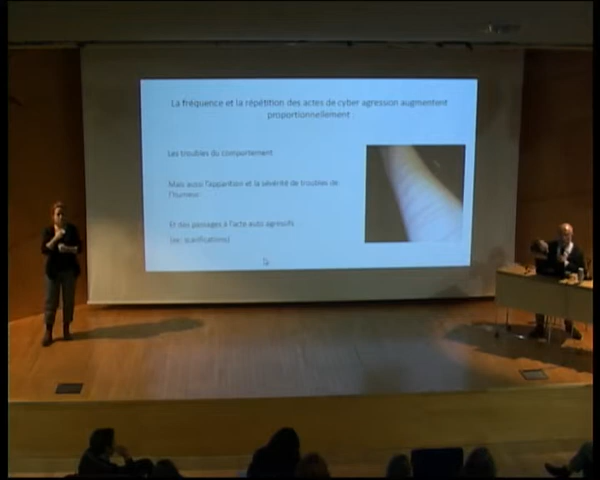 La fréquence et la répétition des actes de cyber agression augmentent
proportionnellement :
Les troubles du comportement
Mais aussi l'apparition et la sévérité de troubles de
l'humeur
Et des passages à l'acte auto agressifs
(ex : scarifications)